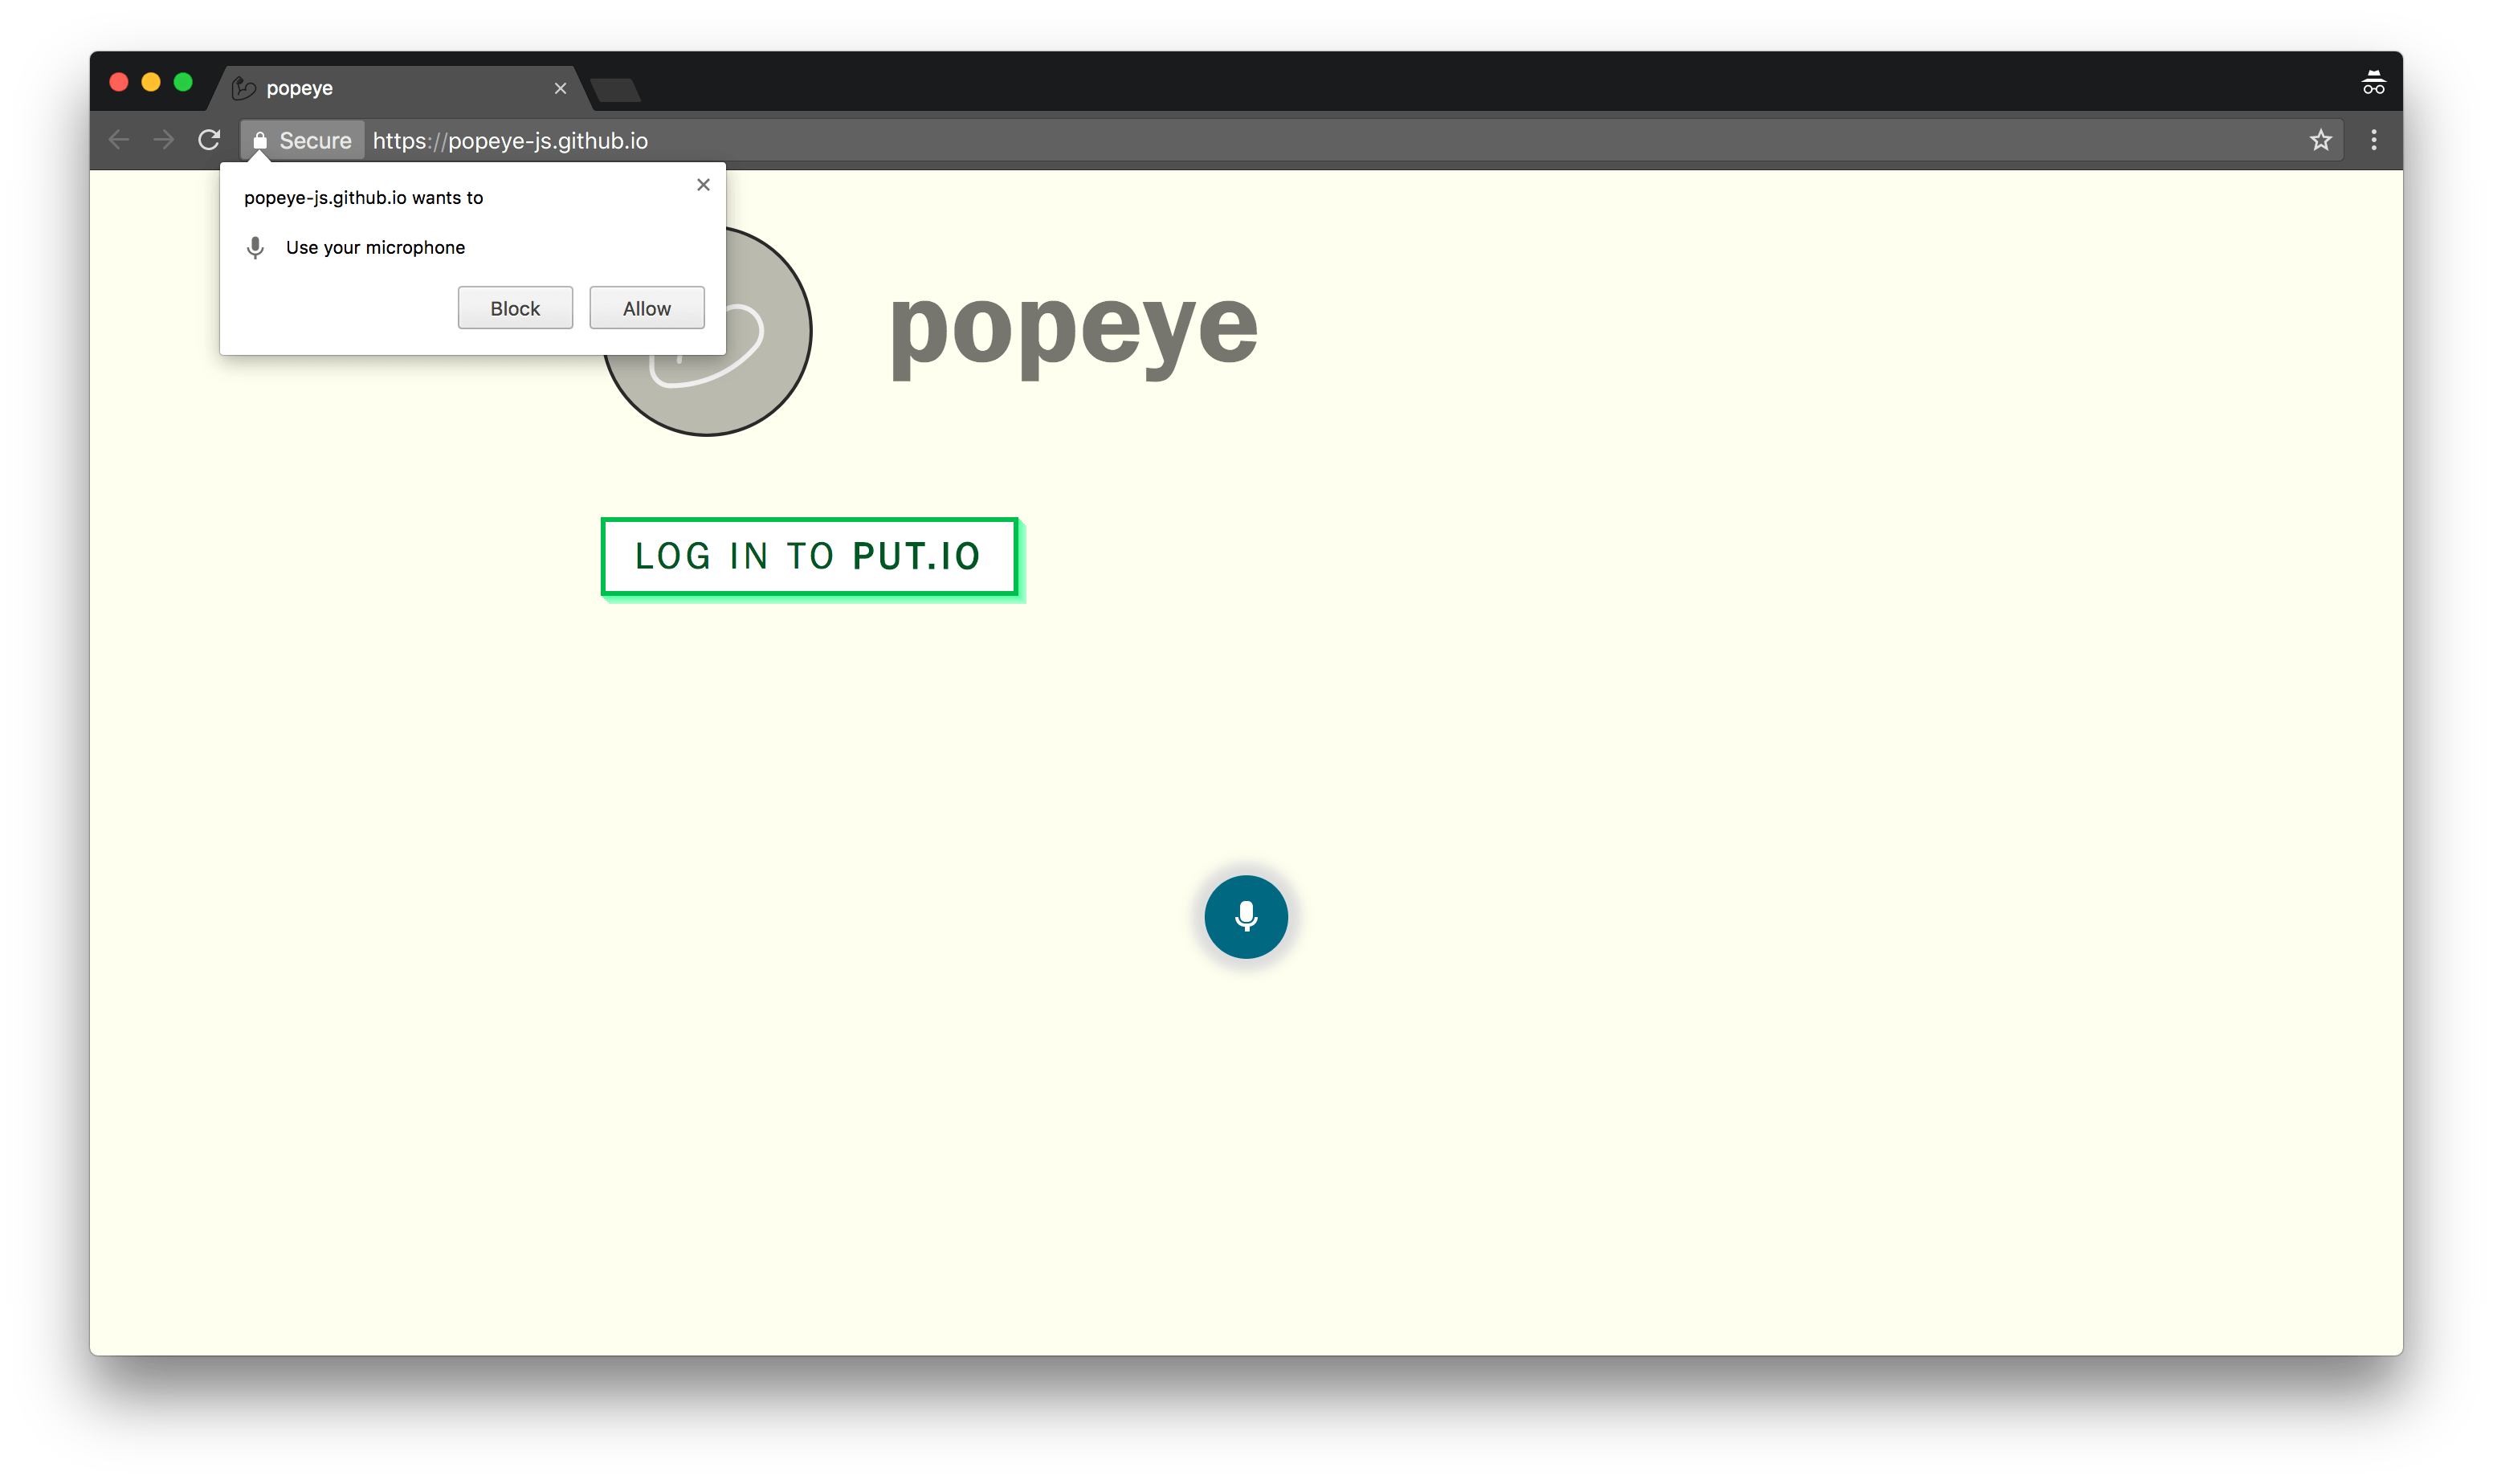 popeye
Secure https://popeye-js.github.io
popeye-js.github.io wants to
Use your microphone
Block Allow
popeye
LOG IN TO PUT.IO